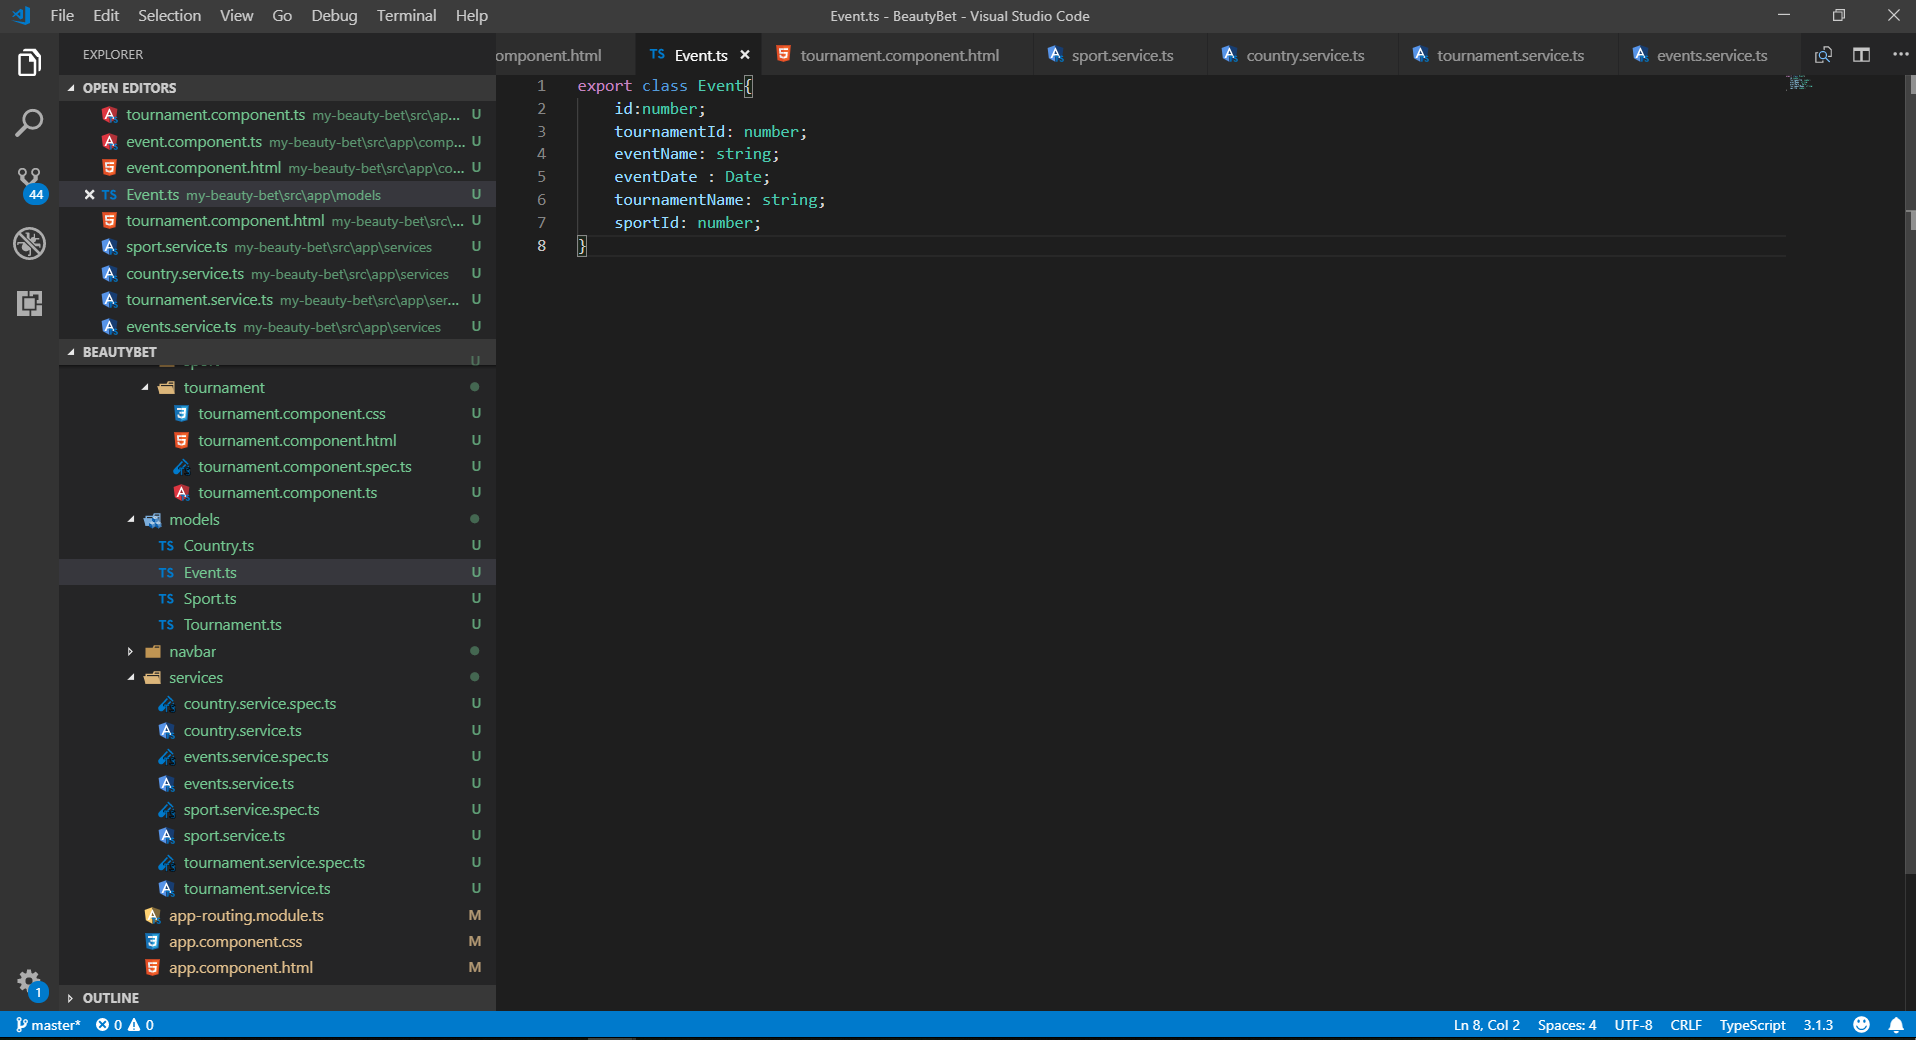 File Edit Selection View Go Debug Terminal Help
Event.ts - BeautyBet - Visual Studio Code
EXPLORER
omponent.html
TS Event.ts
tournament.component.html
sport.service.ts
country.service.ts
tournament.service.ts
events.service.ts
OPEN EDITORS
tournament.component.ts my-beauty-bet\src\ap... U
event.component.ts my-beauty-bet\src\app\comp... U
event.component.html my-beauty-bet\src\app\co... U
TS Event.ts my-beauty-bet\src\app\models U
tournament.component.html my-beauty-bet\src\... U
sport.service.ts my-beauty-bet\src\app\services U
country.service.ts my-beauty-bet\src\app\services U
tournament.service.ts my-beauty-bet\src\app\ser... U
events.service.ts my-beauty-bet\src\app\services U
44
BEAUTYBET
U
tournament
tournament.component.css U
tournament.component.html U
tournament.component.spec.ts U
tournament.component.ts U
models
TS Country.ts U
TS Event.ts U
TS Sport.ts U
TS Tournament.ts U
navbar
services
country.service.spec.ts U
country.service.ts U
events.service.spec.ts U
events.service.ts U
sport.service.spec.ts U
sport.service.ts U
tournament.service.spec.ts U
tournament.service.ts U
app-routing.module.ts M
app.component.css M
app.component.html M
1
OUTLINE
1 export class Event{
2 id:number;
3 tournamentId: number;
4 eventName: string;
5 eventDate : Date;
6 tournamentName: string;
7 sportId: number;
8 }
master* 0 0
Ln 8, Col 2 Spaces: 4 UTF-8 CRLF TypeScript 3.1.3